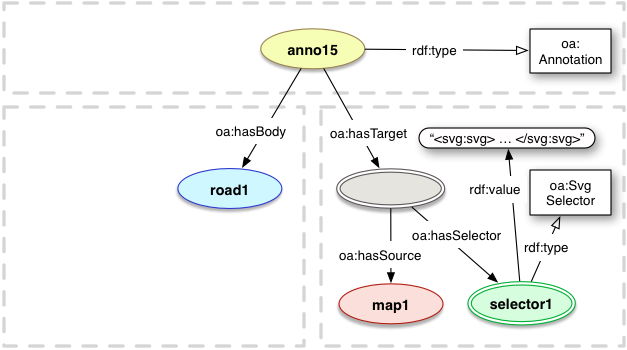 anno15
rdf:type
oa:
Annotation
oa:hasBody
oa:hasTarget
“<svg:svg> ... </svg:svg>”
road1
rdf:value
oa:Svg
Selector
oa:hasSelector
rdf:type
oa:hasSource
map1
selector1